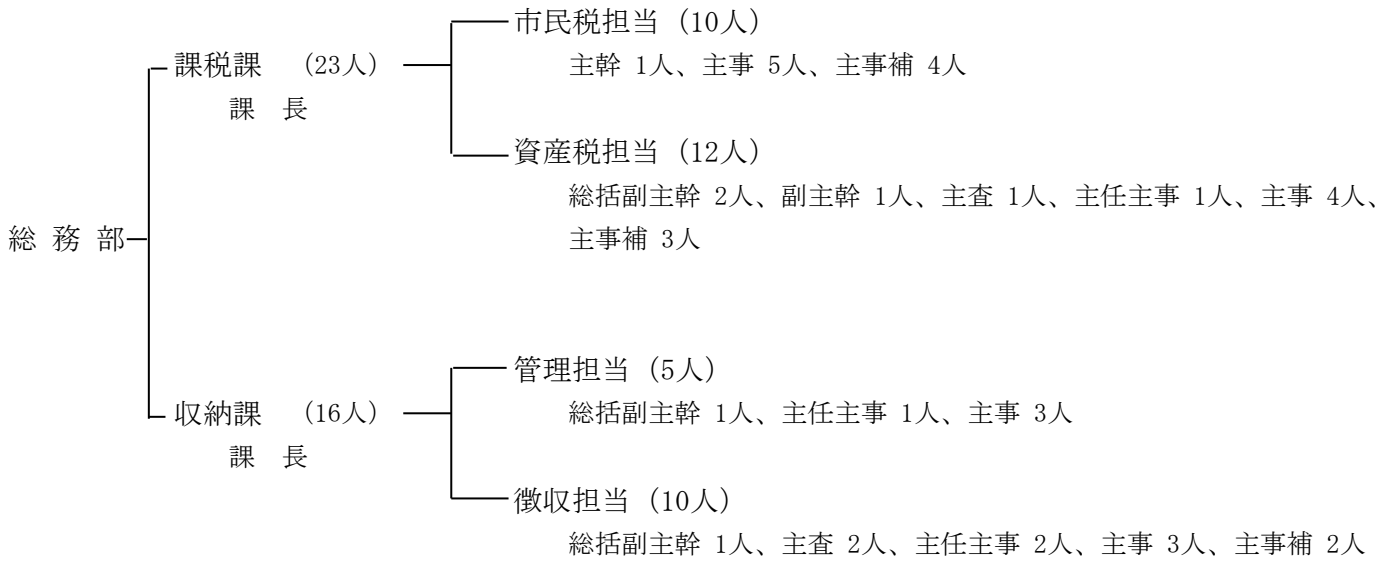 市民税担当 (10人)
課税課 (23人)
主幹 1人、主事 5人、主事補 4人
課 長
資産税担当 (12人)
総括副主幹 2人、副主幹 1人、主査 1人、主任主事 1人、主事 4人、
主事補 3人
総 務 部
管理担当 (5人)
収納課 (16人)
総括副主幹 1人、主任主事 1人、主事 3人
課 長
徴収担当 (10人)
総括副主幹 1人、主査 2人、主任主事 2人、主事 3人、主事補 2人